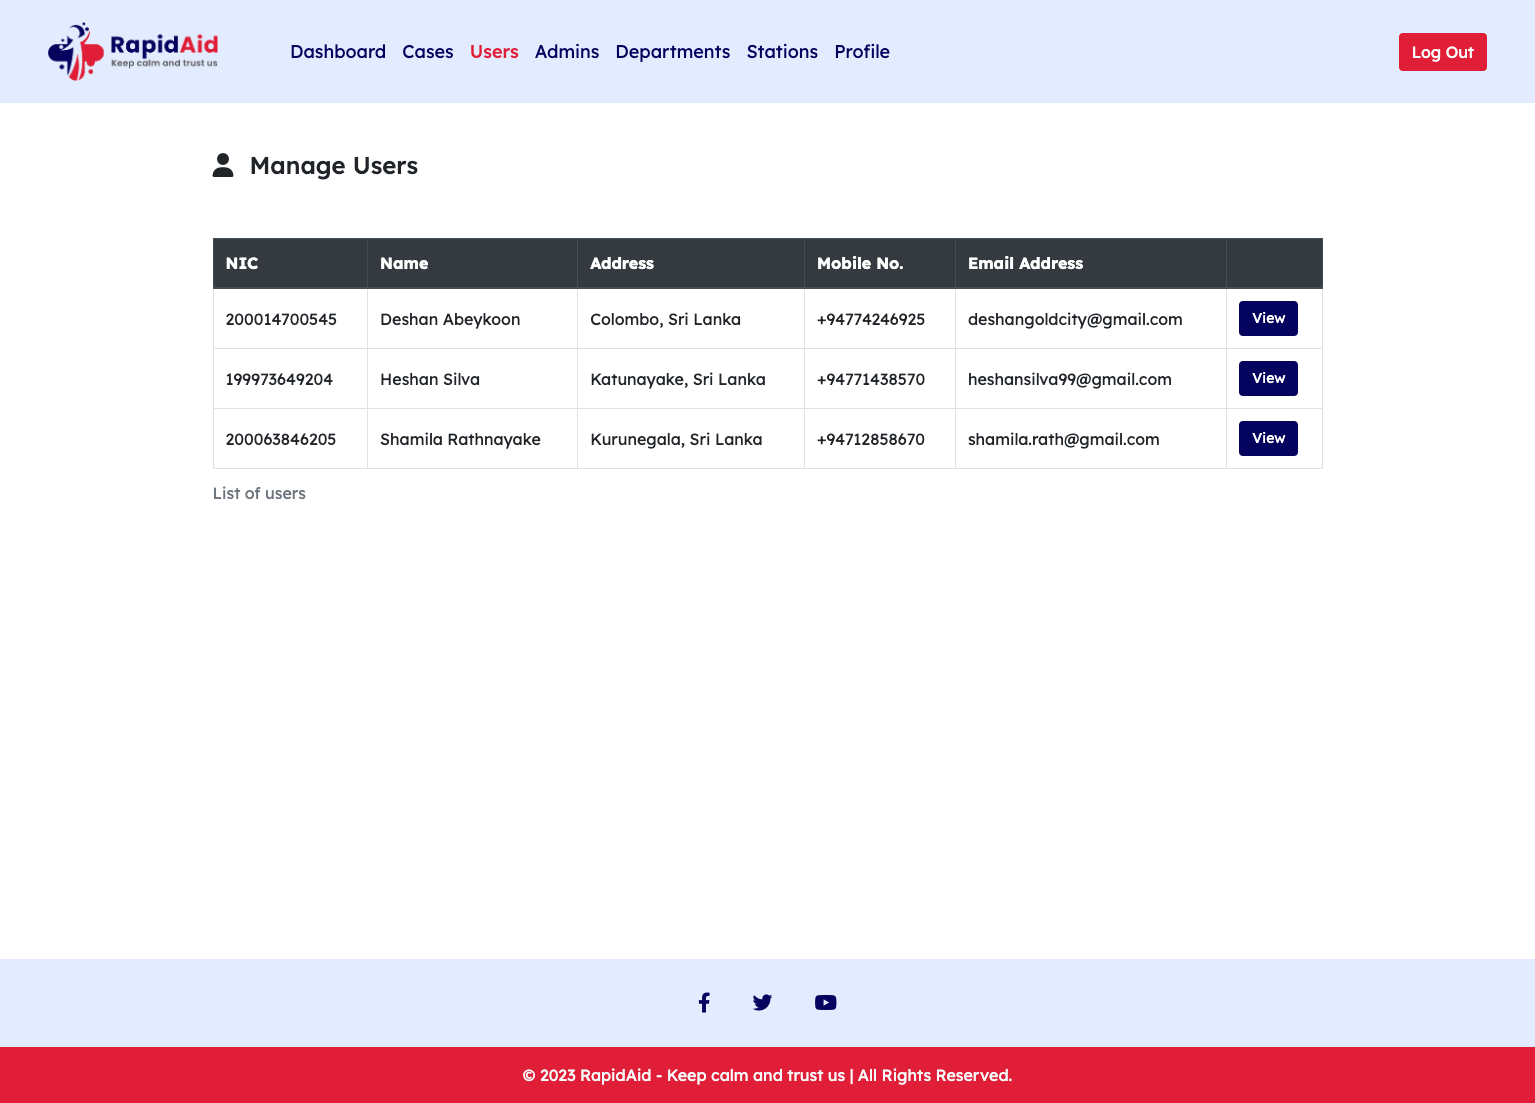 RapidAid
Keep calm and trust us
Dashboard Cases Users Admins Departments Stations Profile
Log Out
Manage Users
NIC Name Address Mobile No. Email Address
200014700545 Deshan Abeykoon Colombo, Sri Lanka +94774246925 deshangoldcity@gmail.com View
199973649204 Heshan Silva Katunayake, Sri Lanka +94771438570 heshansilva99@gmail.com View
200063846205 Shamila Rathnayake Kurunegala, Sri Lanka +94712858670 shamila.rath@gmail.com View
List of users
© 2023 RapidAid - Keep calm and trust us | All Rights Reserved.